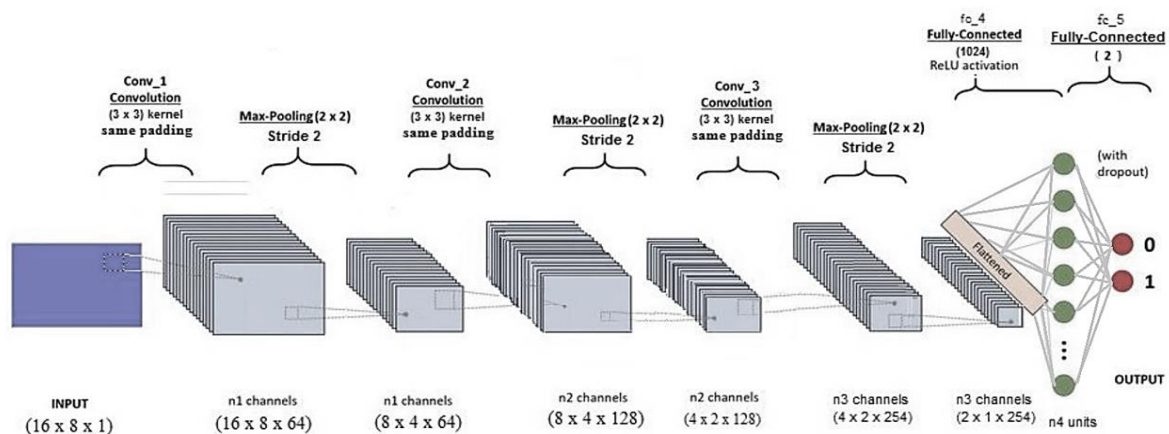 Conv_1
Convolution
(3 x 3) kernel
same padding
Max-Pooling (2 x 2)
Stride 2
Conv_2
Convolution
(3 x 3) kernel
same padding
Max-Pooling (2 x 2)
Stride 2
Conv_3
Convolution
(3 x 3) kernel
same padding
Max-Pooling (2 x 2)
Stride 2
fc_4
Fully-Connected
(1024)
ReLU activation
fc_5
Fully-Connected
( 2 )
(with
dropout)
Flattened
0
1
OUTPUT
INPUT
(16 x 8 x 1)
n1 channels
(16 x 8 x 64)
n1 channels
(8 x 4 x 64)
n2 channels
(8 x 4 x 128)
n2 channels
(4 x 2 x 128)
n3 channels
(4 x 2 x 254)
n3 channels
(2 x 1 x 254)
n4 units